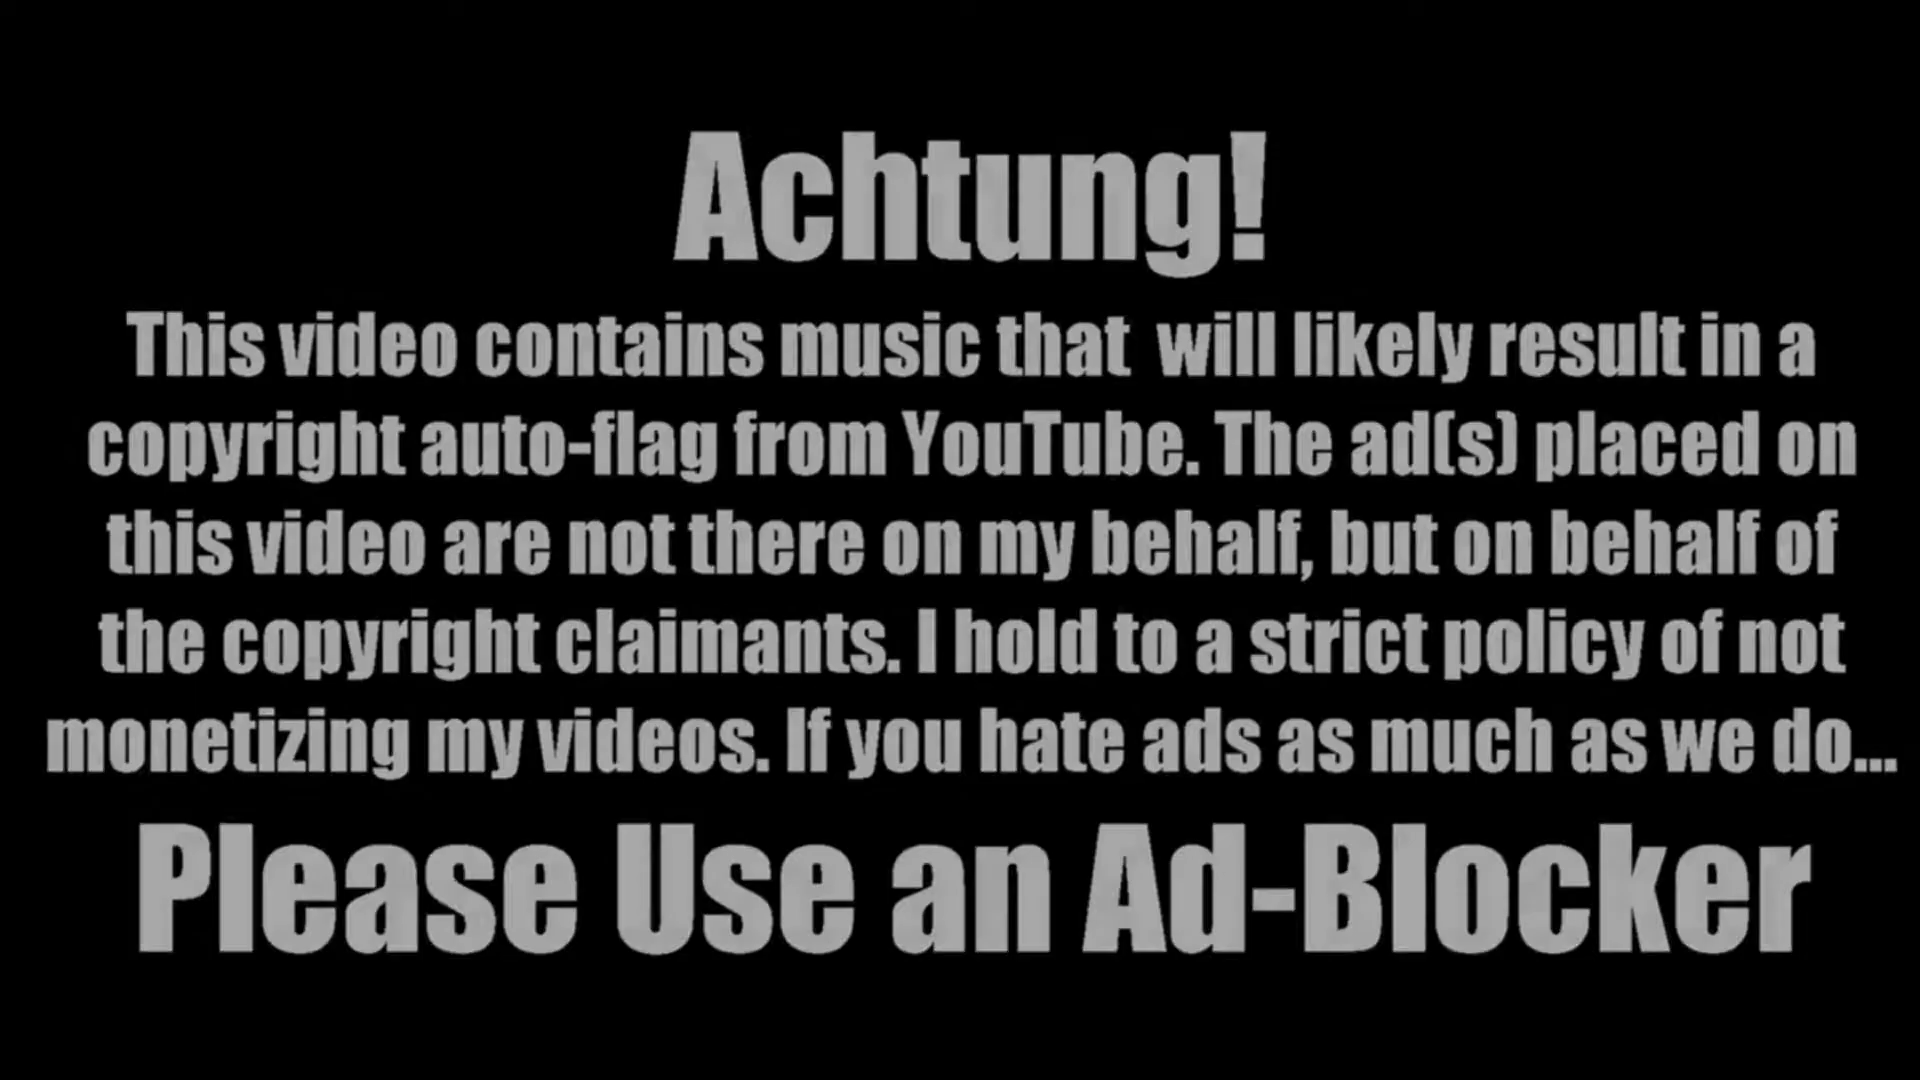 Achtung!
This video contains music that will likely result in a
copyright auto-flag from YouTube. The ad(s) placed on
this video are not there on my behalf, but on behalf of
the copyright claimants. I hold to a strict policy of not
monetizing my videos. If you hate ads as much as we do...
Please Use an Ad-Blocker